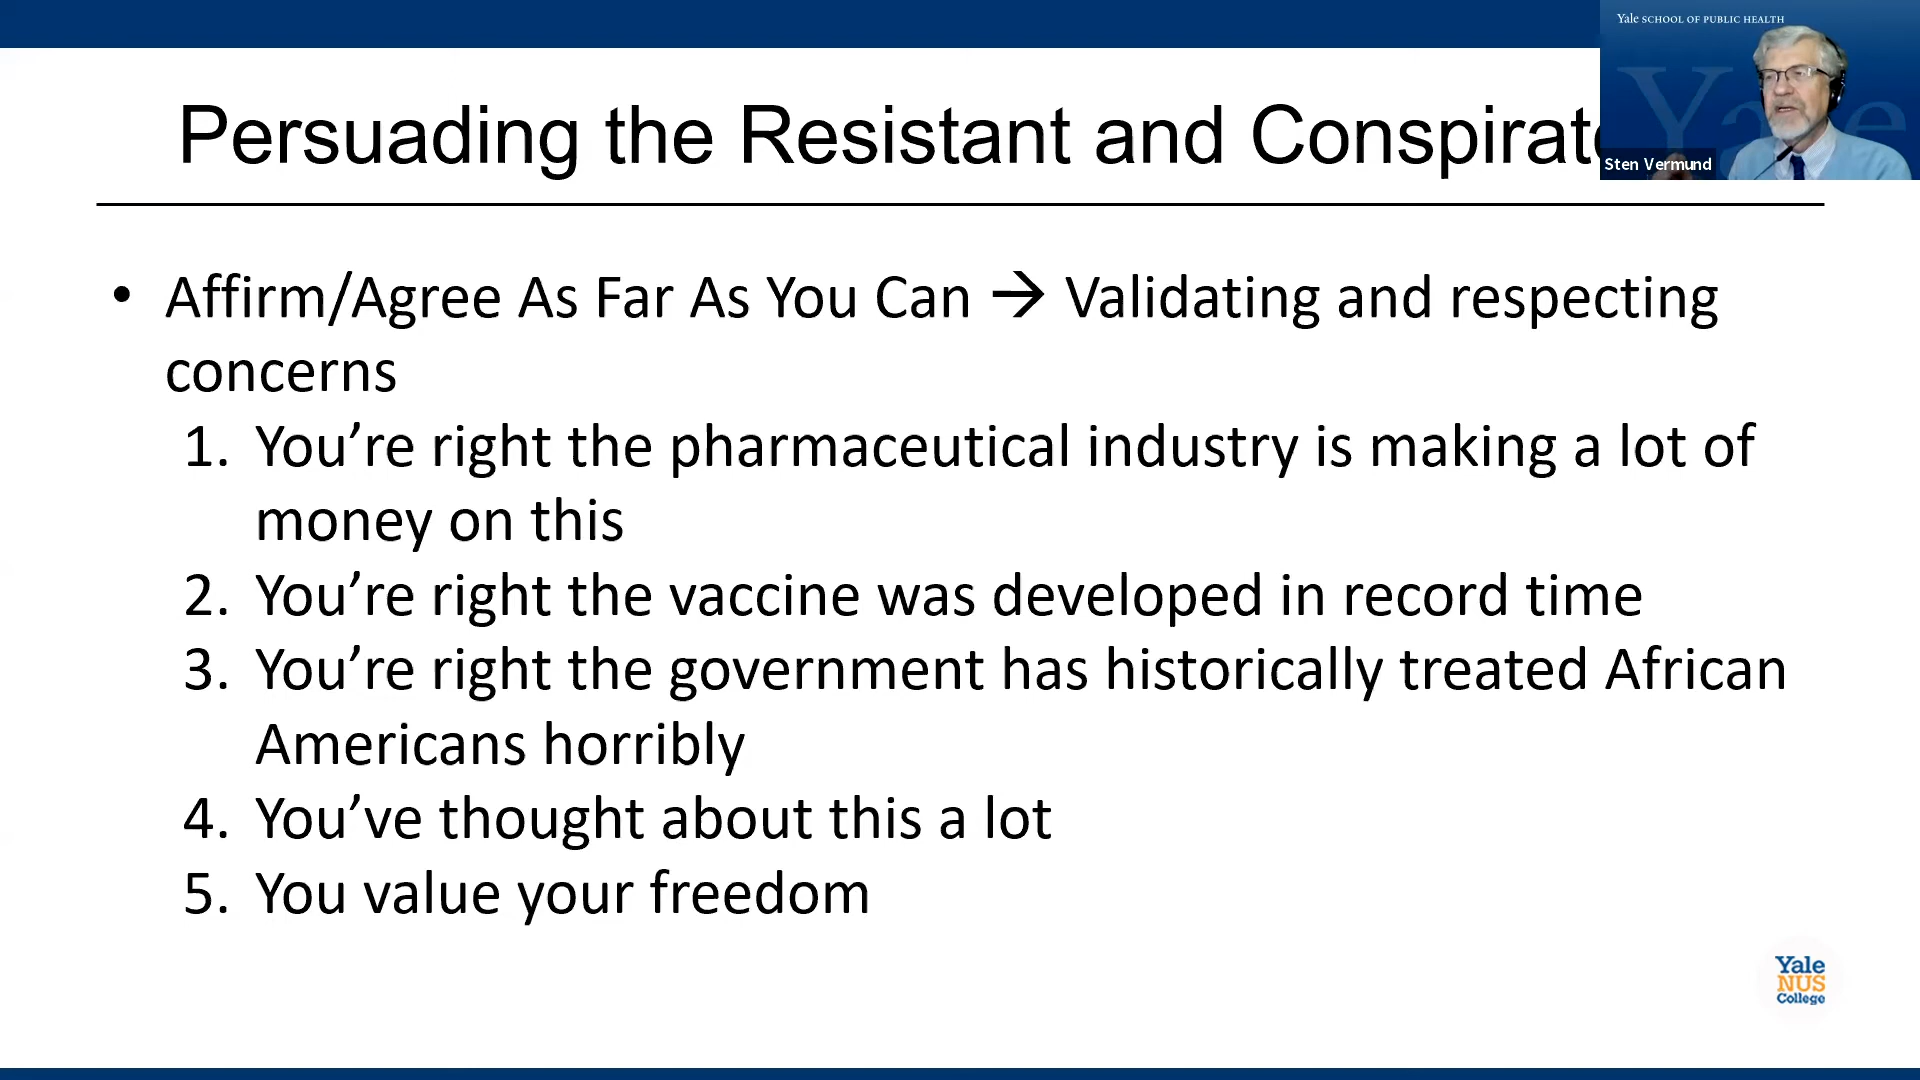 Yale SCHOOL OF PUBLIC HEALTH
Persuading the Resistant and Conspirat
Yale
Sten Vermund
• Affirm/Agree As Far As You Can → Validating and respecting
concerns
1. You’re right the pharmaceutical industry is making a lot of
money on this
2. You’re right the vaccine was developed in record time
3. You’re right the government has historically treated African
Americans horribly
4. You’ve thought about this a lot
5. You value your freedom
Yale
NUS
College